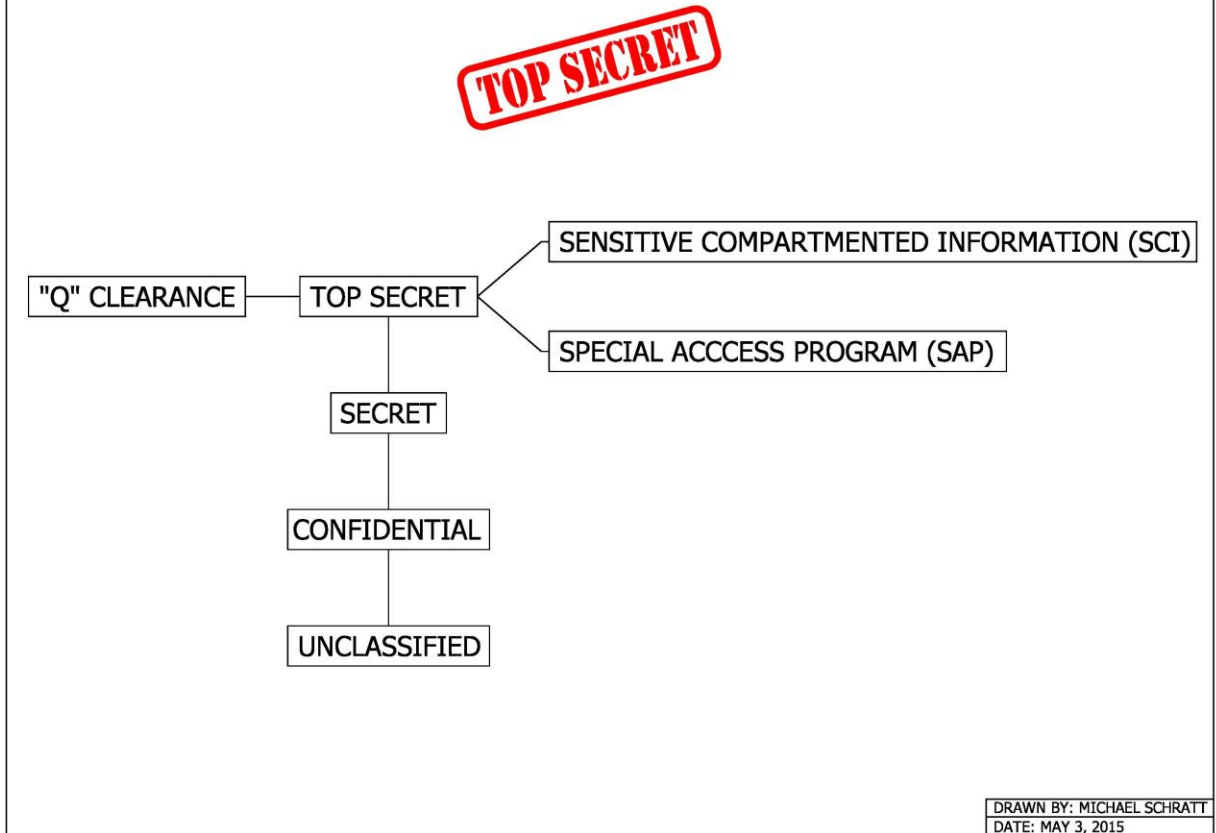 TOP SECRET
SENSITIVE COMPARTMENTED INFORMATION (SCI)
"Q" CLEARANCE
TOP SECRET
SPECIAL ACCCESS PROGRAM (SAP)
SECRET
CONFIDENTIAL
UNCLASSIFIED
DRAWN BY: MICHAEL SCHRATT
DATE: MAY 3, 2015